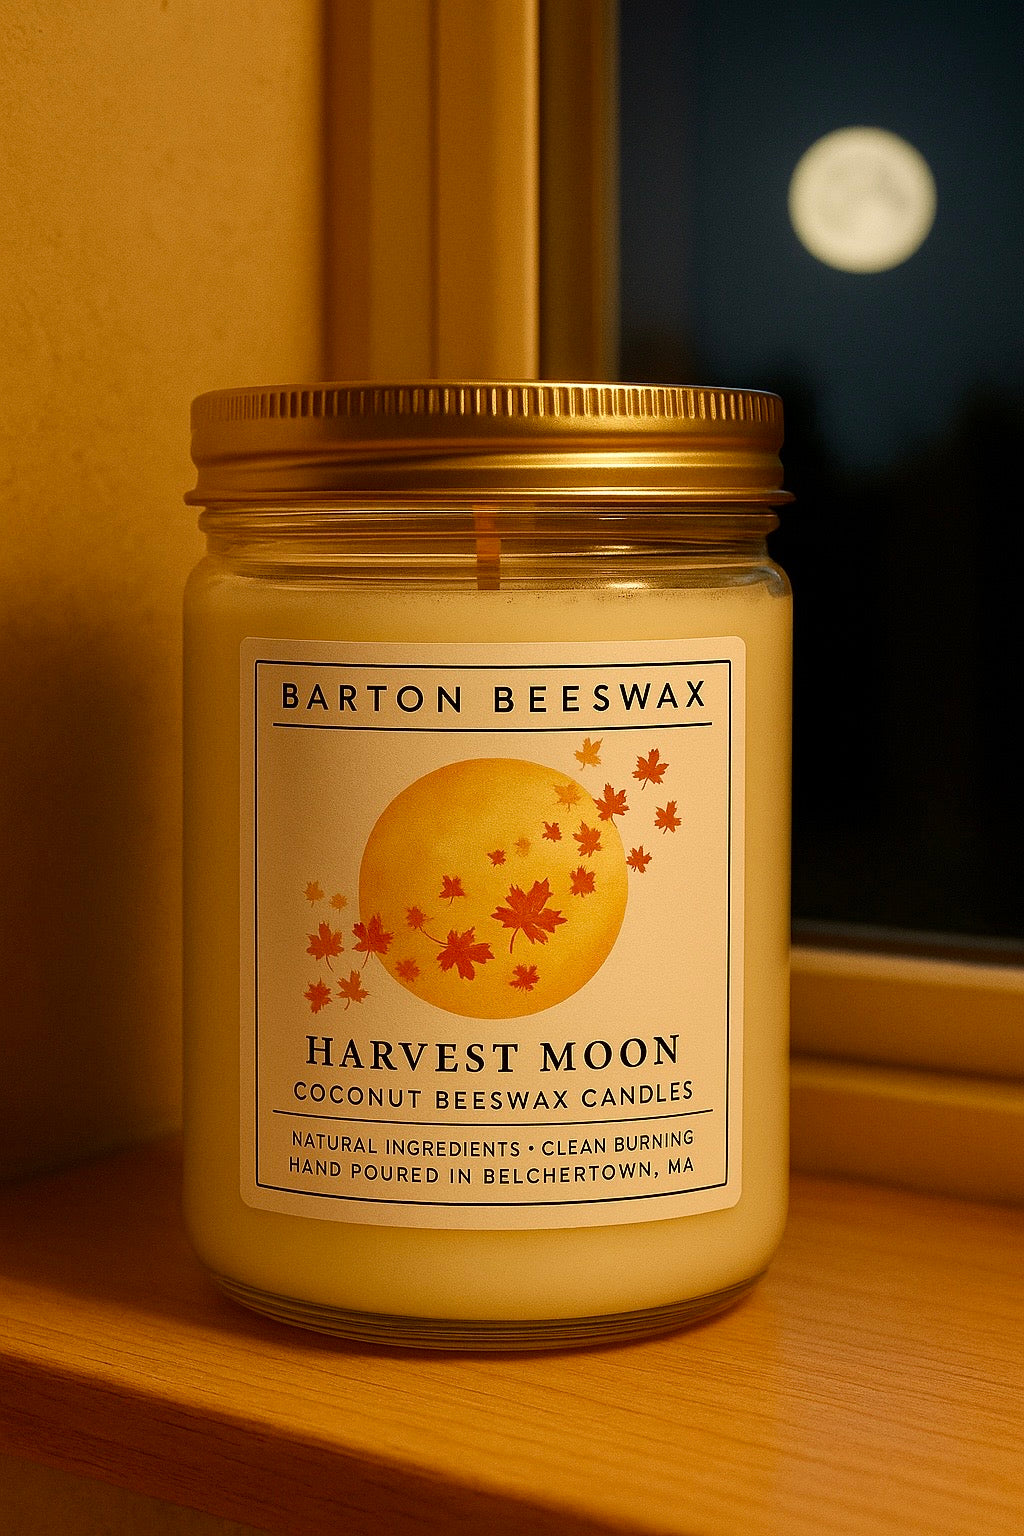 BARTON BEESWAX
HARVEST MOON
COCONUT BEESWAX CANDLES
NATURAL INGREDIENTS • CLEAN BURNING
HAND POURED IN BELCHERTOWN, MA